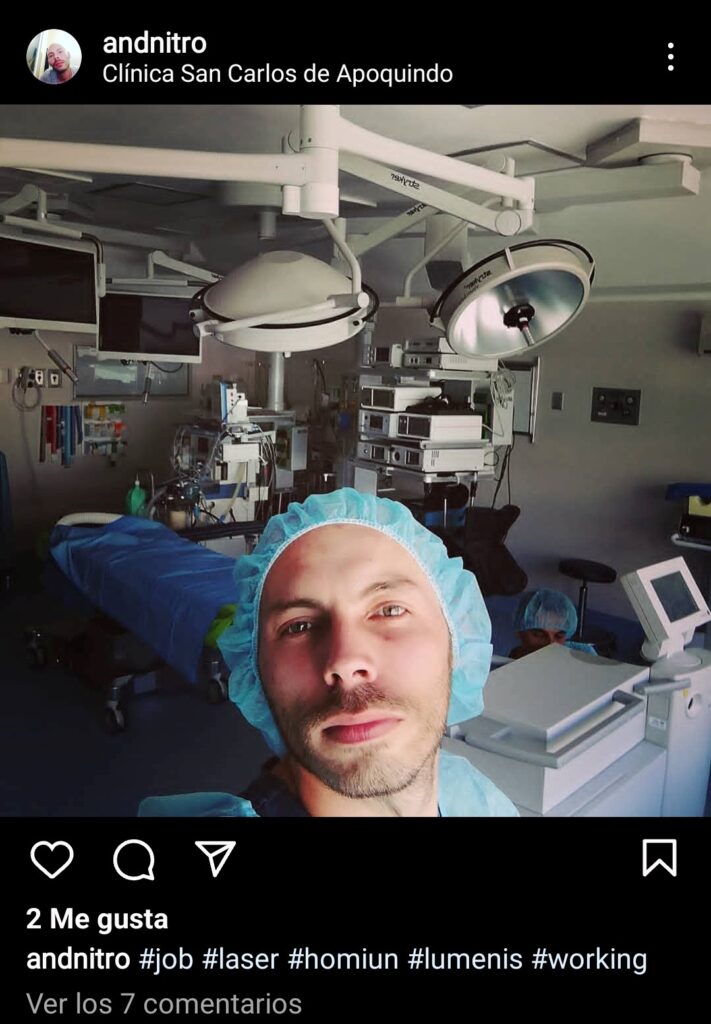 andnitro
Clínica San Carlos de Apoquindo
stryker
2 Me gusta
andnitro #job #laser #homiun #lumenis #working
Ver los 7 comentarios